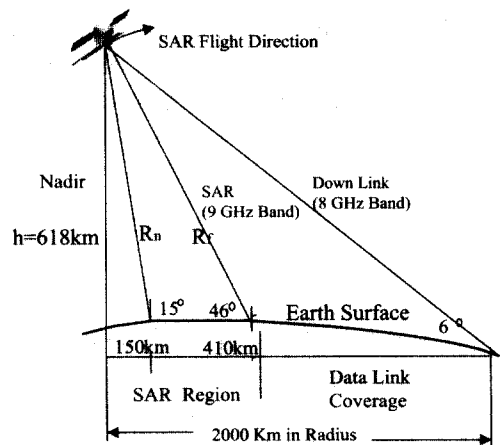 SAR Flight Direction
Nadir
h=618km
SAR
(9 GHz Band)
Down Link
(8 GHz Band)
Rn
Rf
15°
46°
Earth Surface
6 °
150km
410km
SAR Region
Data Link
Coverage
2000 Km in Radius